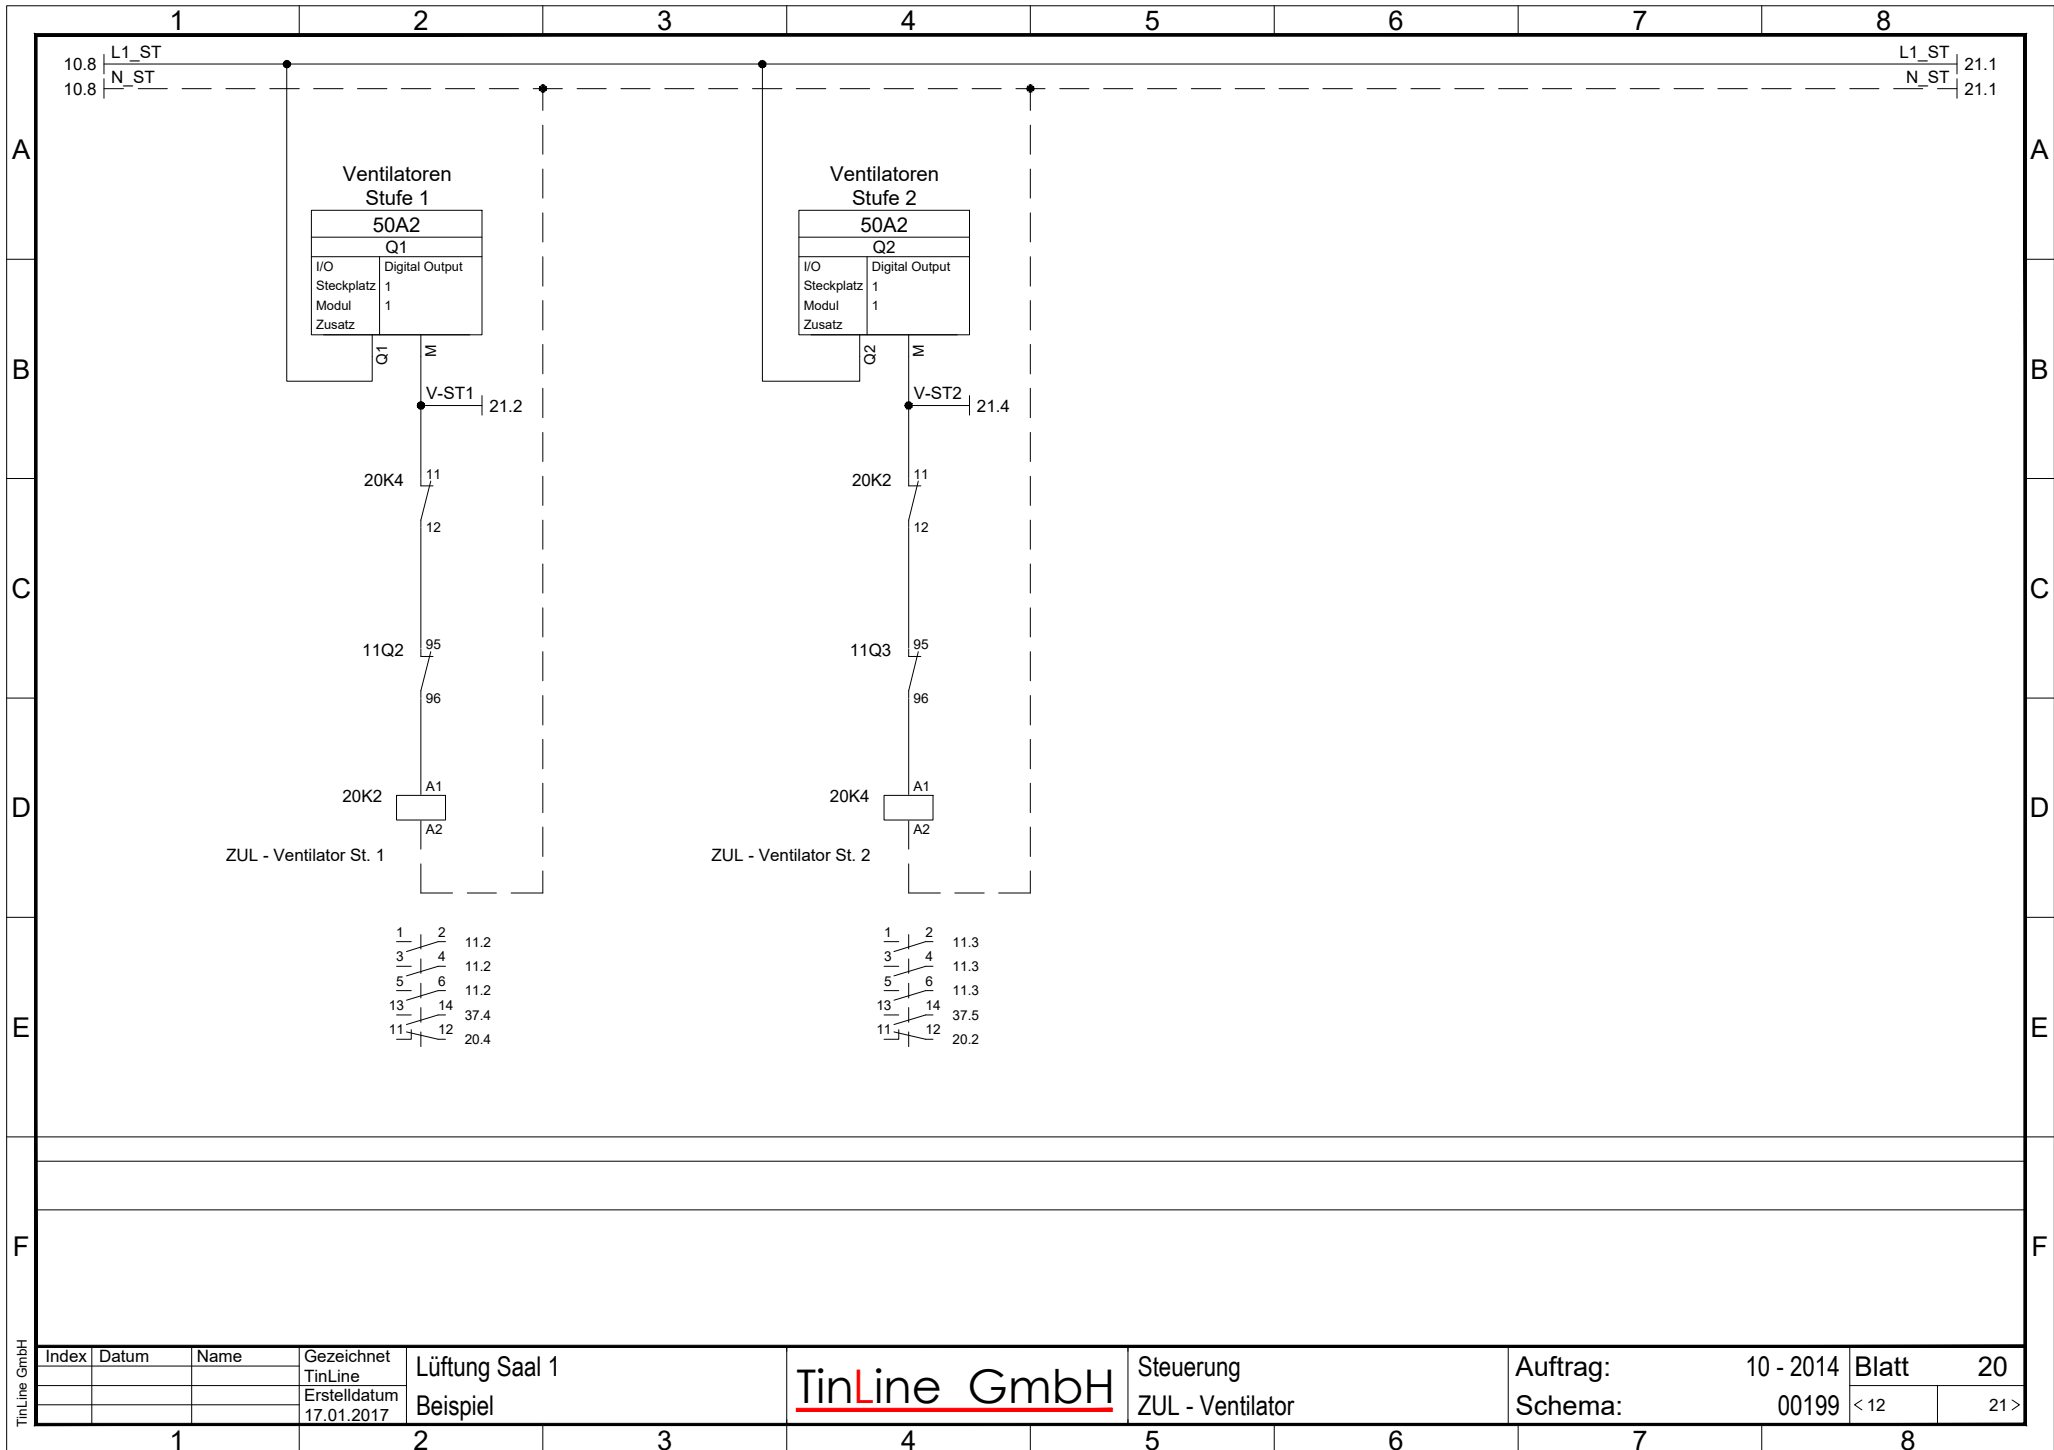 1 2 3 4 5 6 7 8
L1_ST L1_ST
10.8 21.1
N_ST N_ST
10.8 21.1
A A
Ventilatoren Ventilatoren
Stufe 1 Stufe 2
50A2 50A2
Q1 Q2
I/O Digital Output I/O Digital Output
Steckplatz 1 Steckplatz 1
Modul 1 Modul 1
Zusatz Zusatz
Q1 M Q2 M
B B
V-ST1 21.2 V-ST2 21.4
20K4 11 20K2 11
12 12
C C
11Q2 95 11Q3 95
96 96
A1 A1
20K2 20K4
D D
A2 A2
ZUL - Ventilator St. 1 ZUL - Ventilator St. 2
1 2 11.2 1 2 11.3
3 4 11.2 3 4 11.3
5 6 11.2 5 6 11.3
13 14 37.4 13 14 37.5
11 12 20.4 11 12 20.2
E E
F F
TinLine GmbH
Index Datum Name Gezeichnet
TinLine
Erstelldatum
17.01.2017
Lüftung Saal 1
Beispiel
TinLine GmbH
Steuerung
ZUL - Ventilator
Auftrag: 10 - 2014
Schema: 00199
Blatt 20
< 12 21 >
1 2 3 4 5 6 7 8